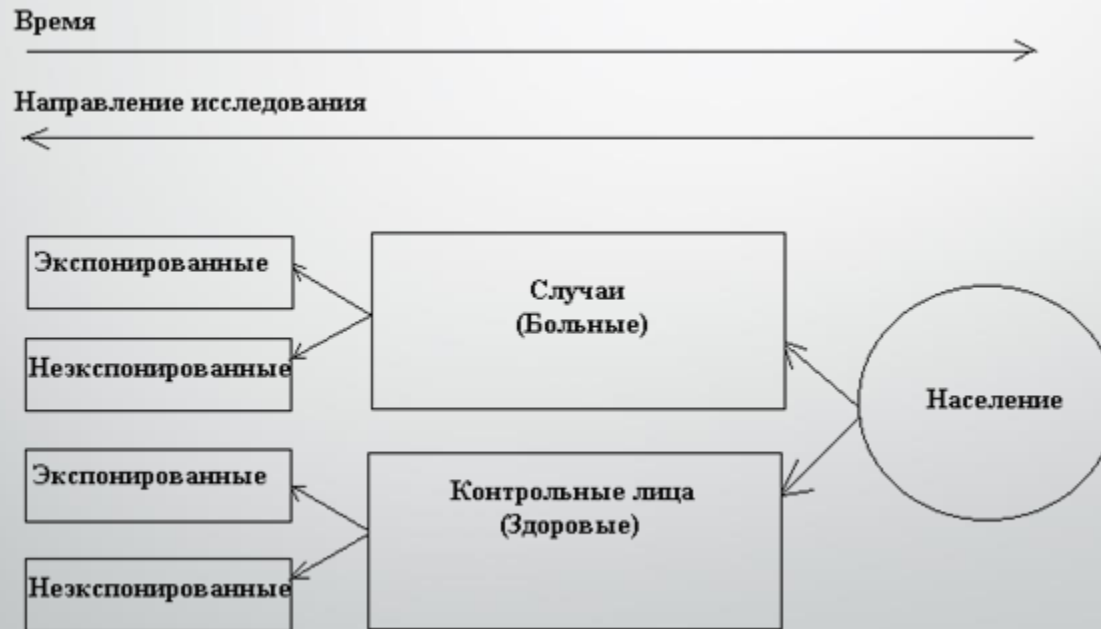 Время
Направление исследования
Экспонированные
Неэкспонированные
Случаи
(Больные)
Население
Экспонированные
Неэкспонированные
Контрольные лица
(Здоровые)